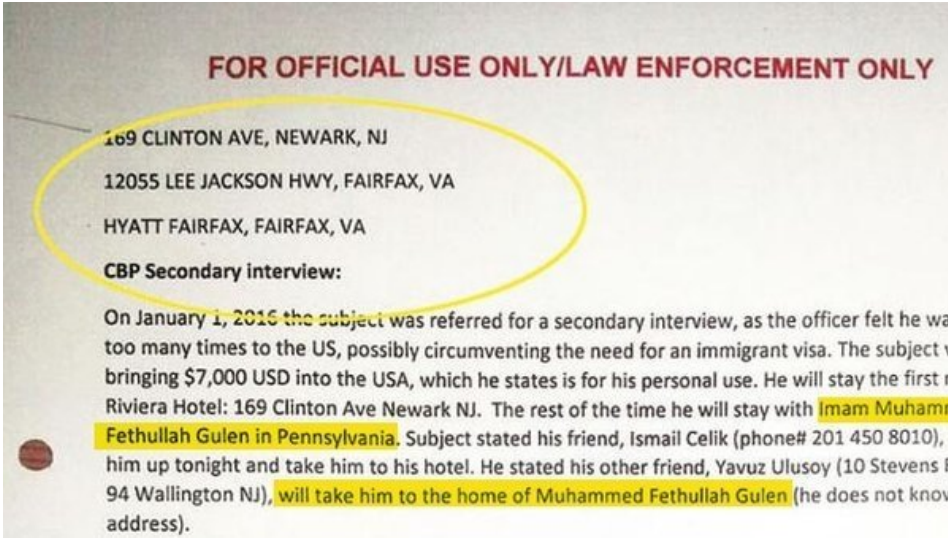 FOR OFFICIAL USE ONLY/LAW ENFORCEMENT ONLY
169 CLINTON AVE, NEWARK, NJ
12055 LEE JACKSON HWY, FAIRFAX, VA
HYATT FAIRFAX, FAIRFAX, VA
CBP Secondary interview:
On January 1, 2016 the subject was referred for a secondary interview, as the officer felt he wa
too many times to the US, possibly circumventing the need for an immigrant visa. The subject
bringing $7,000 USD into the USA, which he states is for his personal use. He will stay the first
Riviera Hotel: 169 Clinton Ave Newark NJ. The rest of the time he will stay with Imam Muhamm
Fethullah Gulen in Pennsylvania. Subject stated his friend, Ismail Celik (phone# 201 450 8010),
him up tonight and take him to his hotel. He stated his other friend, Yavuz Ulusoy (10 Stevens
94 Wallington NJ), will take him to the home of Muhammed Fethullah Gulen (he does not know
address).